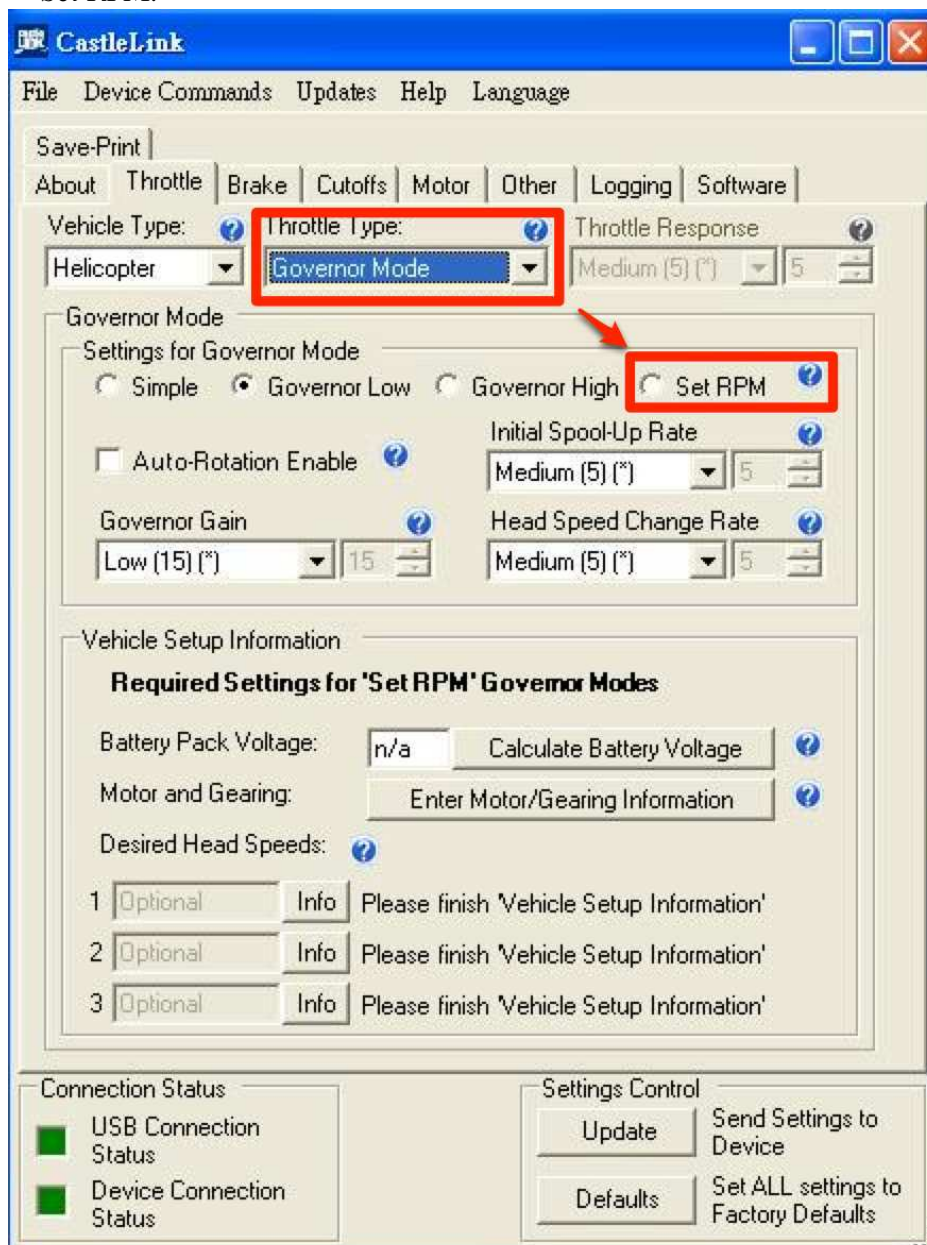 Set RPM.
CastleLink
File Device Commands Updates Help Language
Save-Print
About Throttle Brake Cutoffs Motor Other Logging Software
Vehicle Type: Throttle Type: Throttle Response
Helicopter Governor Mode Medium (5) (*) 5
Governor Mode
Settings for Governor Mode
Simple Governor Low Governor High Set RPM
Initial Spool-Up Rate
Auto-Rotation Enable Medium (5) (*) 5
Governor Gain Head Speed Change Rate
Low (15) (*) 15 Medium (5) (*) 5
Vehicle Setup Information
Required Settings for 'Set RPM' Governor Modes
Battery Pack Voltage: n/a Calculate Battery Voltage
Motor and Gearing: Enter Motor/Gearing Information
Desired Head Speeds:
1 Optional Info Please finish 'Vehicle Setup Information'
2 Optional Info Please finish 'Vehicle Setup Information'
3 Optional Info Please finish 'Vehicle Setup Information'
Connection Status Settings Control
USB Connection Status Update Send Settings to Device
Device Connection Status Defaults Set ALL settings to Factory Defaults